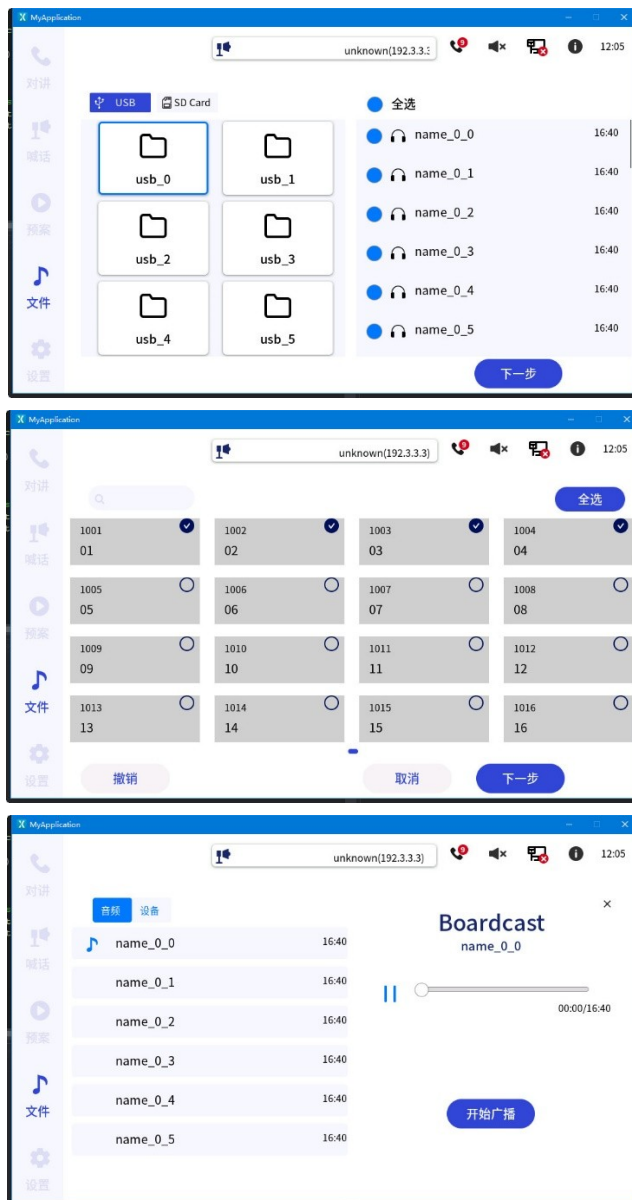 MyApplication
unknown(192.3.3.3
9
12:05
对讲
喊话
预案
文件
设置
USB
SD Card
usb_0
usb_1
usb_2
usb_3
usb_4
usb_5
全选
name_0_0 16:40
name_0_1 16:40
name_0_2 16:40
name_0_3 16:40
name_0_4 16:40
name_0_5 16:40
下一步
MyApplication
unknown(192.3.3.3)
9
12:05
对讲
喊话
预案
文件
设置
全选
1001
01
1002
02
1003
03
1004
04
1005
05
1006
06
1007
07
1008
08
1009
09
1010
10
1011
11
1012
12
1013
13
1014
14
1015
15
1016
16
撤销
取消
下一步
MyApplication
unknown(192.3.3.3)
9
12:05
对讲
喊话
预案
文件
设置
音频
设备
name_0_0 16:40
name_0_1 16:40
name_0_2 16:40
name_0_3 16:40
name_0_4 16:40
name_0_5 16:40
Boardcast
name_0_0
00:00/16:40
开始广播